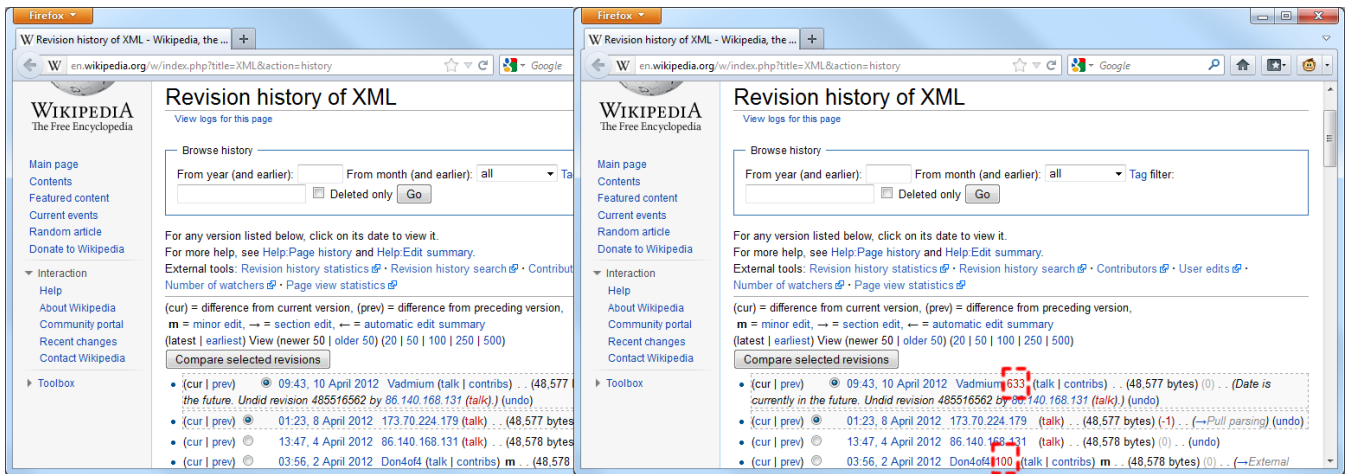 Firefox
W Revision history of XML - Wikipedia, the ... +
W en.wikipedia.org/w/index.php?title=XML&action=history Google
WIKIPEDIA
The Free Encyclopedia
Main page
Contents
Featured content
Current events
Random article
Donate to Wikipedia
Interaction
Help
About Wikipedia
Community portal
Recent changes
Contact Wikipedia
Toolbox
Revision history of XML
View logs for this page
Browse history
From year (and earlier): From month (and earlier): all Ta
Deleted only Go
For any version listed below, click on its date to view it.
For more help, see Help:Page history and Help:Edit summary.
External tools: Revision history statistics · Revision history search · Contribut
Number of watchers · Page view statistics
(cur) = difference from current version, (prev) = difference from preceding version,
m = minor edit, → = section edit, ← = automatic edit summary
(latest | earliest) View (newer 50 | older 50) (20 | 50 | 100 | 250 | 500)
Compare selected revisions
• (cur | prev) 09:43, 10 April 2012 Vadmium (talk | contribs) . . (48,577 
the future. Undid revision 485516562 by 86.140.168.131 (talk).) (undo)
• (cur | prev) 01:23, 8 April 2012 173.70.224.179 (talk) . . (48,577 bytes
• (cur | prev) 13:47, 4 April 2012 86.140.168.131 (talk) . . (48,578 bytes
• (cur | prev) 03:56, 2 April 2012 Don4of4 (talk | contribs) m . . (48,578
Firefox
W Revision history of XML - Wikipedia, the ... +
W en.wikipedia.org/w/index.php?title=XML&action=history Google
WIKIPEDIA
The Free Encyclopedia
Main page
Contents
Featured content
Current events
Random article
Donate to Wikipedia
Interaction
Help
About Wikipedia
Community portal
Recent changes
Contact Wikipedia
Toolbox
Revision history of XML
View logs for this page
Browse history
From year (and earlier): From month (and earlier): all Tag filter:
Deleted only Go
For any version listed below, click on its date to view it.
For more help, see Help:Page history and Help:Edit summary.
External tools: Revision history statistics · Revision history search · Contributors · User edits ·
Number of watchers · Page view statistics
(cur) = difference from current version, (prev) = difference from preceding version,
m = minor edit, → = section edit, ← = automatic edit summary
(latest | earliest) View (newer 50 | older 50) (20 | 50 | 100 | 250 | 500)
Compare selected revisions
• (cur | prev) 09:43, 10 April 2012 Vadmium 633 (talk | contribs) . . (48,577 bytes) (0) . . (Date is
currently in the future. Undid revision 485516562 by 86.140.168.131 (talk).) (undo)
• (cur | prev) 01:23, 8 April 2012 173.70.224.179 (talk) . . (48,577 bytes) (-1) . . (→Pull parsing) (undo)
• (cur | prev) 13:47, 4 April 2012 86.140.168.131 (talk) . . (48,578 bytes) (0) . . (undo)
• (cur | prev) 03:56, 2 April 2012 Don4of4 100 (talk | contribs) m . . (48,578 bytes) (0) . . (→External